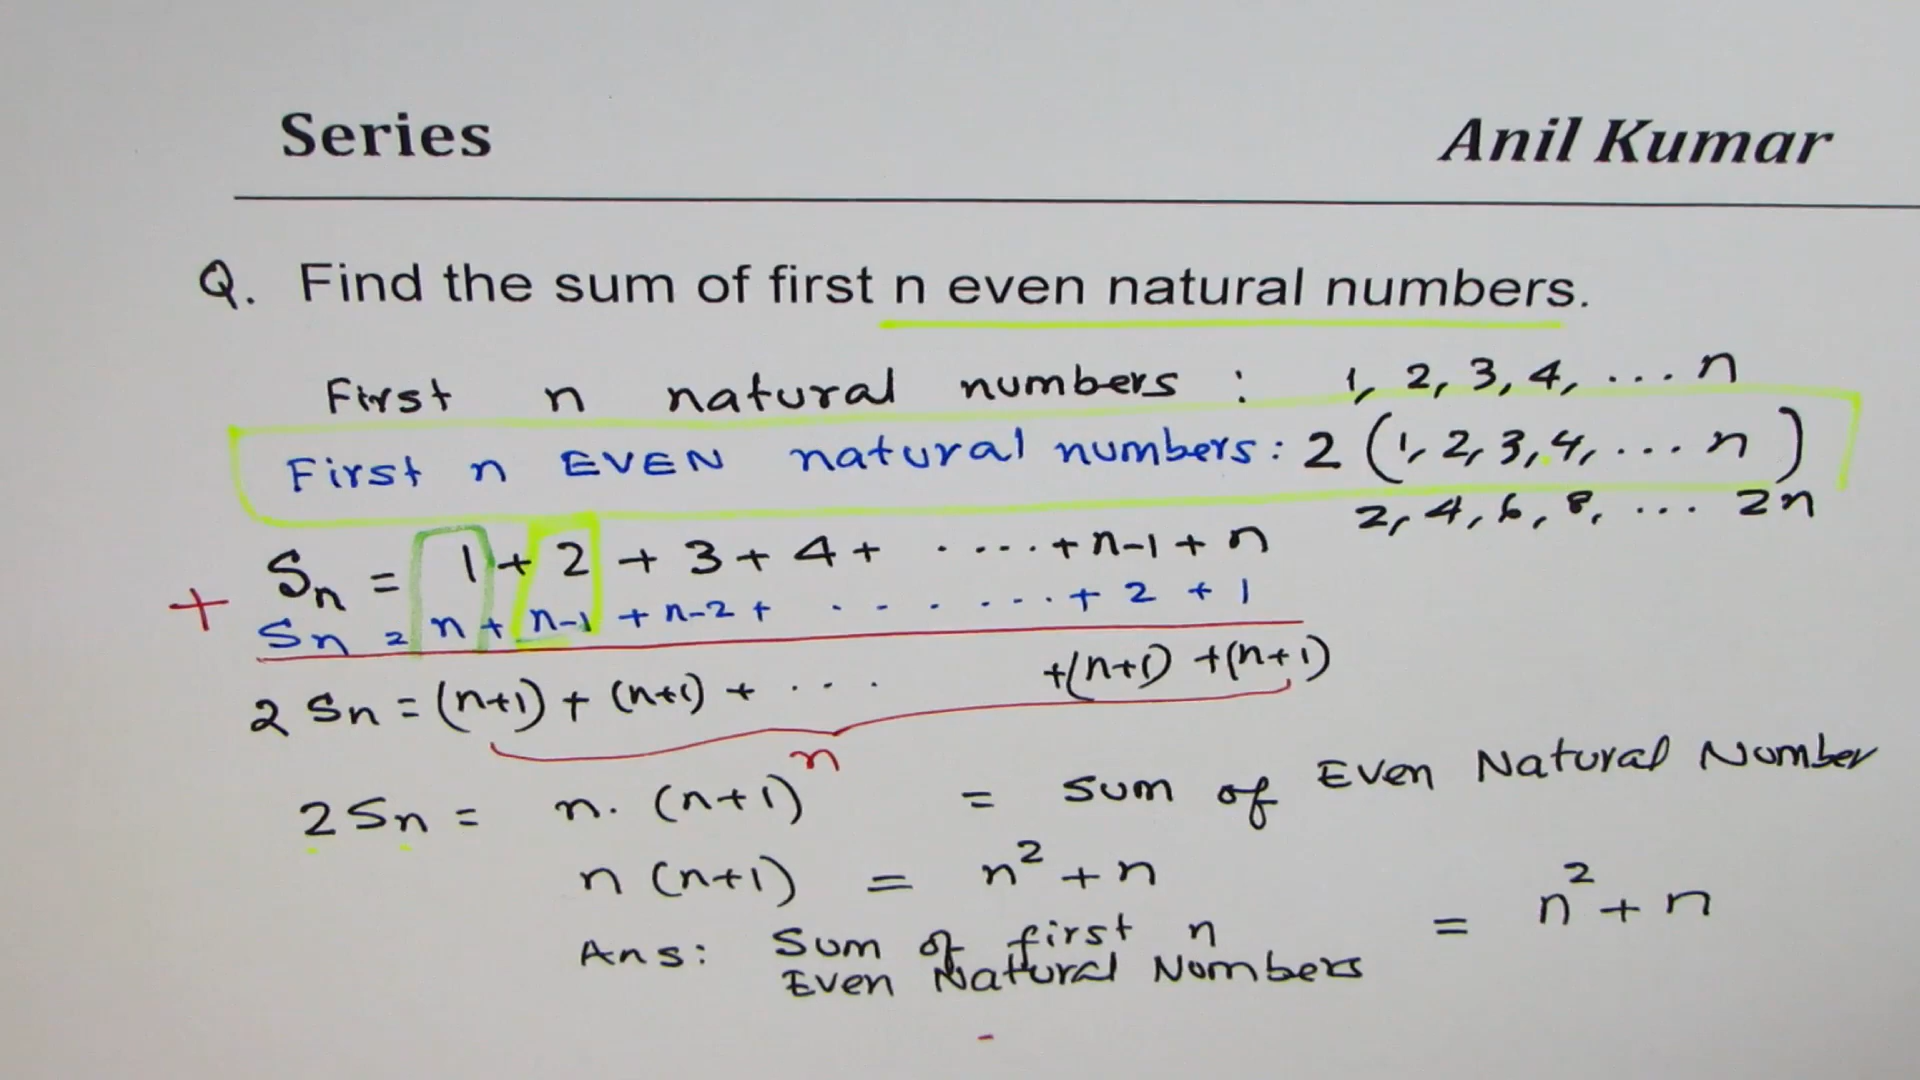 Series Anil Kumar
Q. Find the sum of first n even natural numbers.
First n natural numbers : 1, 2, 3, 4, ... n
First n EVEN natural numbers: 2 (1, 2, 3, 4, ... n)
2, 4, 6, 8, ... 2n
Sn = 1 + 2 + 3 + 4 + ..... + n-1 + n
+ Sn = n + n-1 + n-2 + ........ + 2 + 1
2 Sn = (n+1) + (n+1) + ... +(n+1) +(n+1)
n
2 Sn = n. (n+1) = Sum of Even Natural Number
n (n+1) = n² + n
Ans: Sum of first n = n² + n
Even Natural Numbers